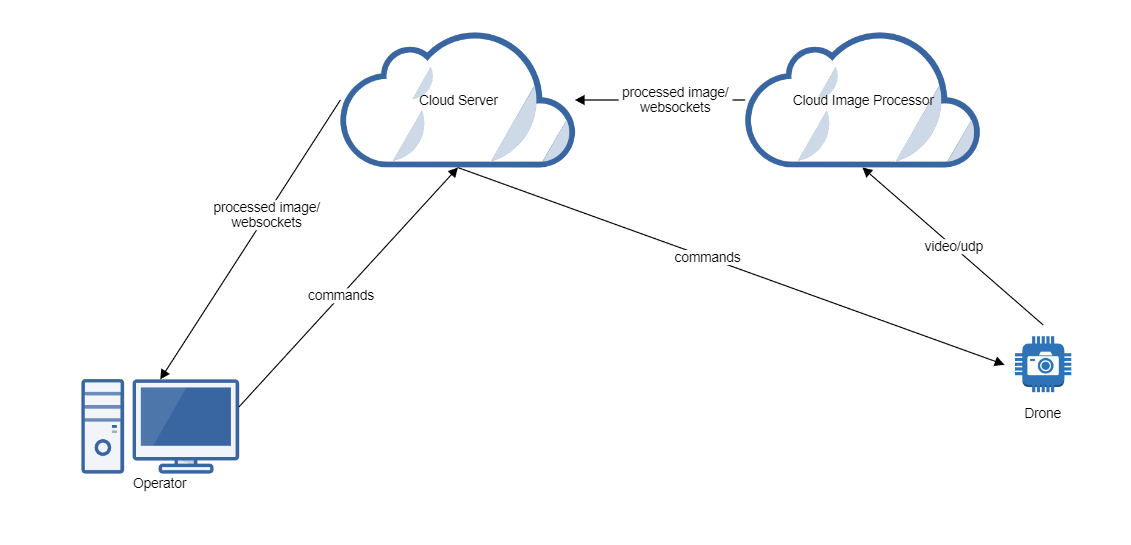 Cloud Server
processed image/
websockets
Cloud Image Processor
processed image/
websockets
video/udp
commands
commands
Drone
Operator